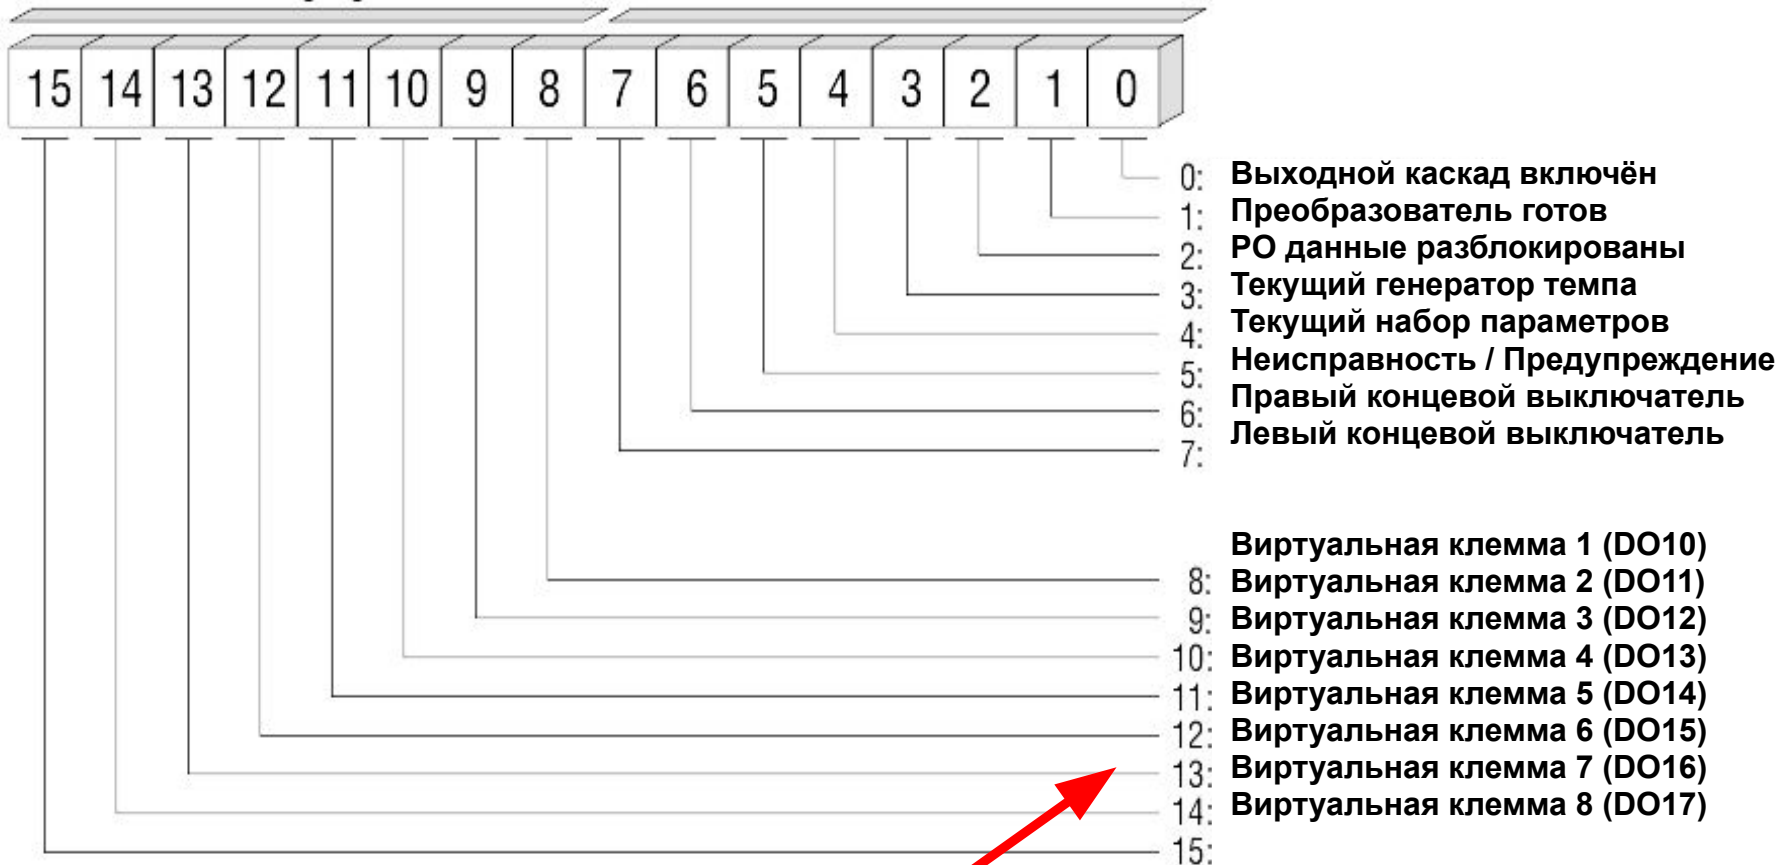 15 14 13 12 11 10 9 8 7 6 5 4 3 2 1 0
0: Выходной каскад включён
1: Преобразователь готов
2: PO данные разблокированы
3: Текущий генератор темпа
4: Текущий набор параметров
5: Неисправность / Предупреждение
6: Правый концевой выключатель
7: Левый концевой выключатель
Виртуальная клемма 1 (DO10)
8: Виртуальная клемма 2 (DO11)
9: Виртуальная клемма 3 (DO12)
10: Виртуальная клемма 4 (DO13)
11: Виртуальная клемма 5 (DO14)
12: Виртуальная клемма 6 (DO15)
13: Виртуальная клемма 7 (DO16)
14: Виртуальная клемма 8 (DO17)
15: